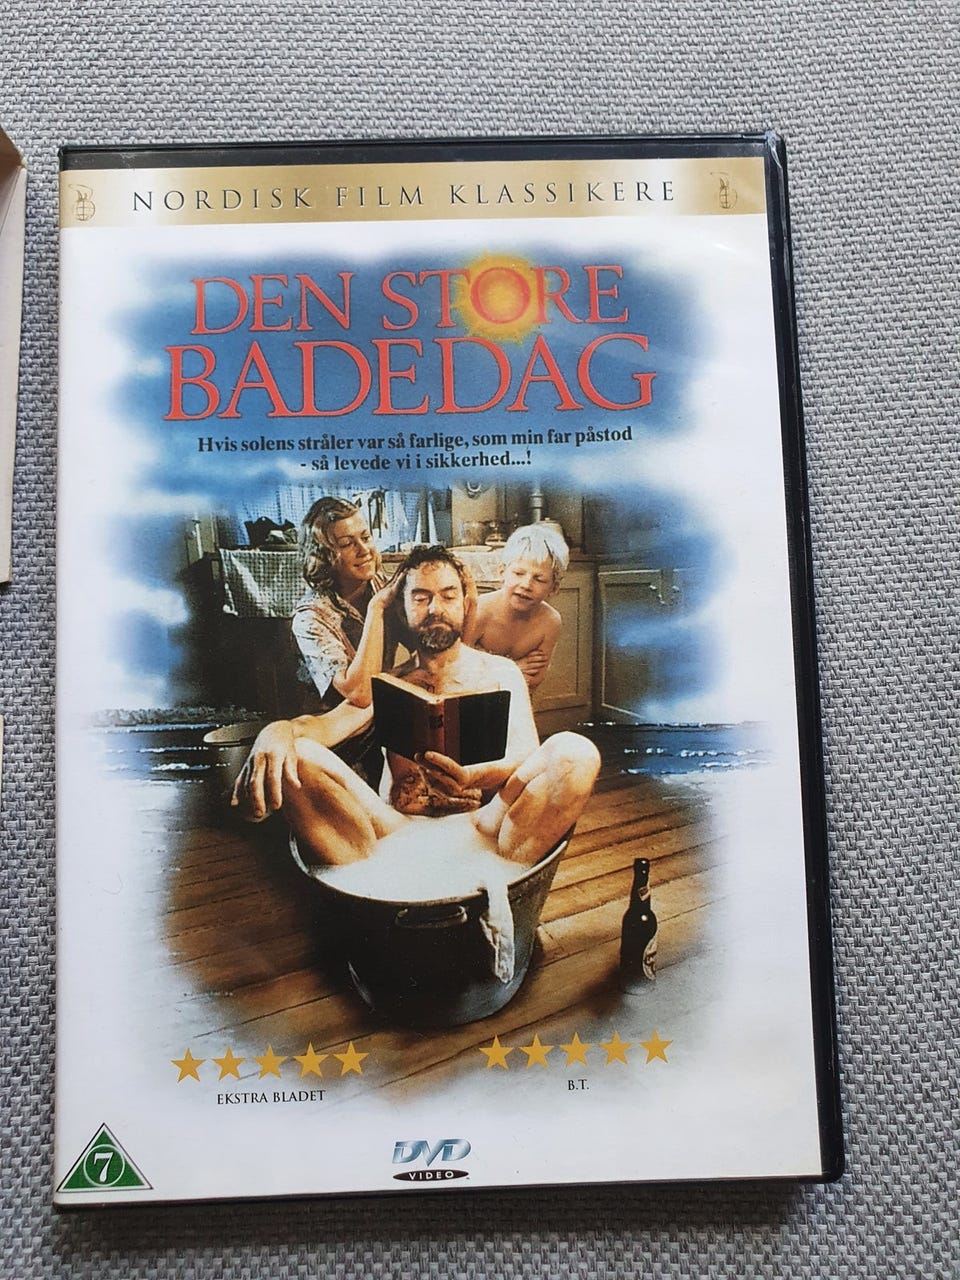 NORDISK FILM KLASSIKERE
DEN STORE
BADEDAG
Hvis solens stråler var så farlige, som min far påstod
- så levede vi i sikkerhed...!
EKSTRA BLADET
B.T.
7
DVD
VIDEO